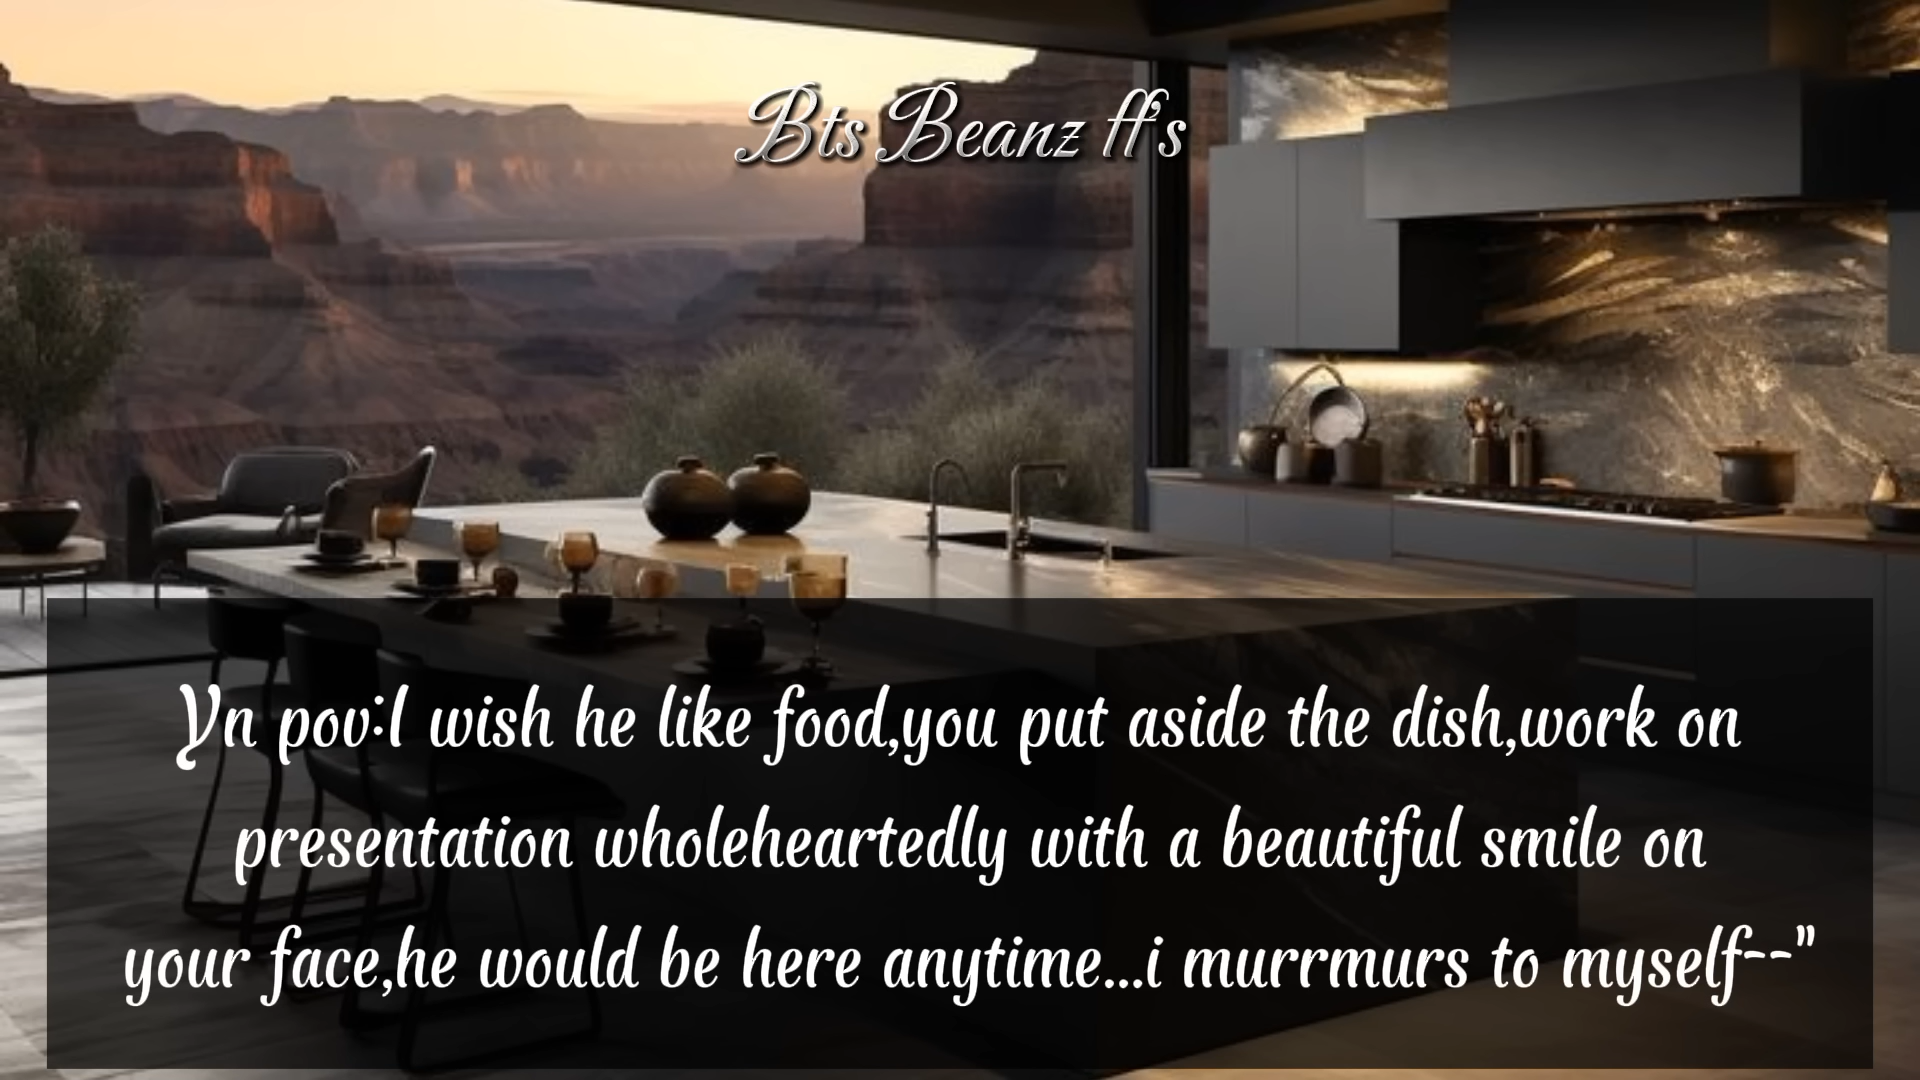 Bts Beanz ff's
Yn pov:I wish he like food,you put aside the dish,work on
presentation wholeheartedly with a beautiful smile on
your face,he would be here anytime...i murrmurs to myself--"